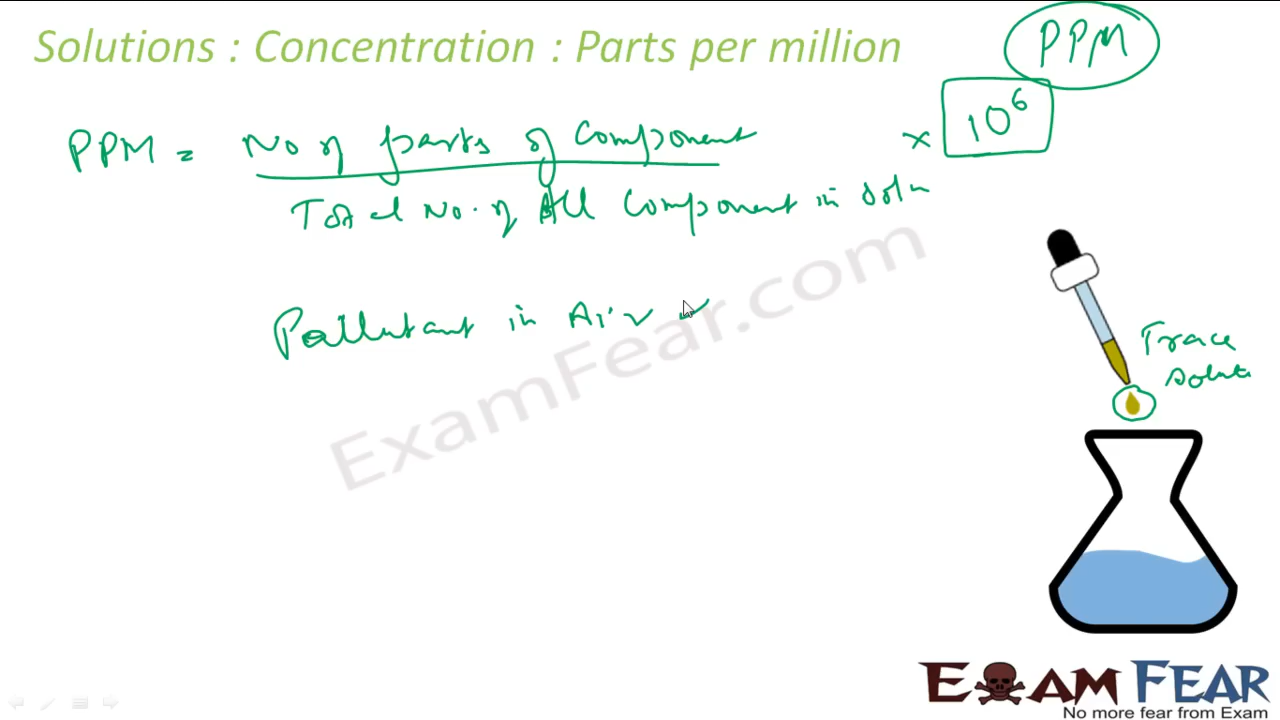 Solutions : Concentration : Parts per million
PPM
PPM = No of parts of component × 10⁶
Total No. of All component in soln
Pollutant in Air ✓
Trace
solute
ExamFear.com
EXAM FEAR
No more fear from Exam